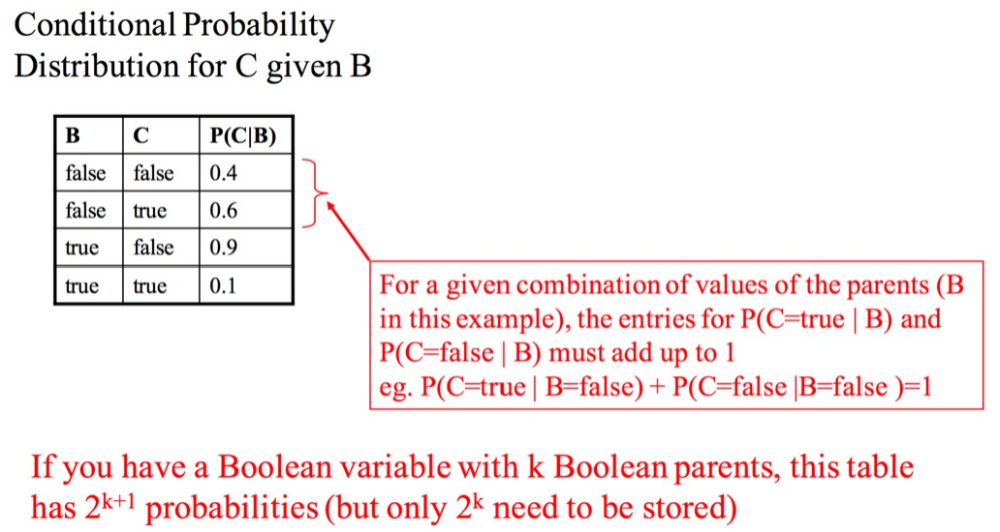 Conditional Probability
Distribution for C given B
B C P(C|B)
false false 0.4
false true 0.6
true false 0.9
true true 0.1
For a given combination of values of the parents (B
in this example), the entries for P(C=true | B) and
P(C=false | B) must add up to 1
eg. P(C=true | B=false) + P(C=false |B=false )=1
If you have a Boolean variable with k Boolean parents, this table
has 2^{k+1} probabilities (but only 2^k need to be stored)